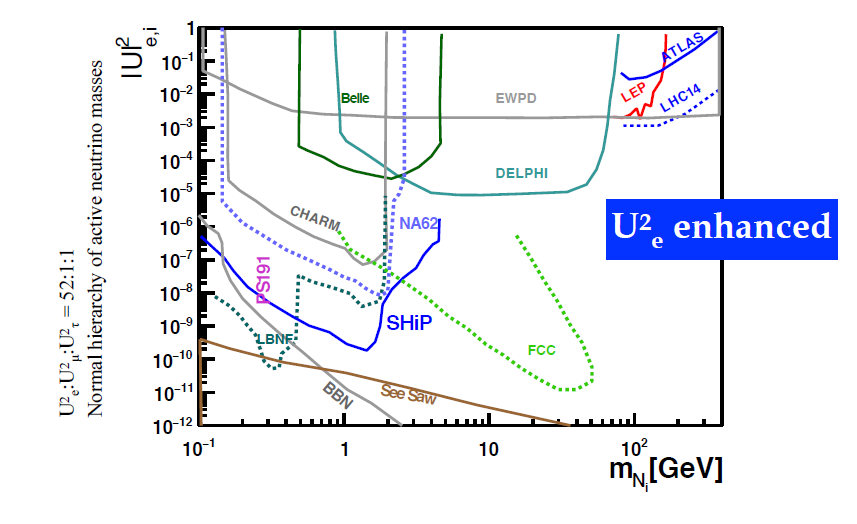 |U|²e,i
1
10⁻¹
10⁻²
10⁻³
10⁻⁴
10⁻⁵
10⁻⁶
10⁻⁷
10⁻⁸
10⁻⁹
10⁻¹⁰
10⁻¹¹
10⁻¹²
U²e:U²μ:U²τ = 52:1:1
Normal hierarchy of active neutrino masses
ATLAS
Belle
EWPD
LEP
LHC14
DELPHI
CHARM
NA62
U²e enhanced
PS191
SHiP
LBNF
FCC
BBN
See Saw
10⁻¹ 1 10 10²
mNi[GeV]